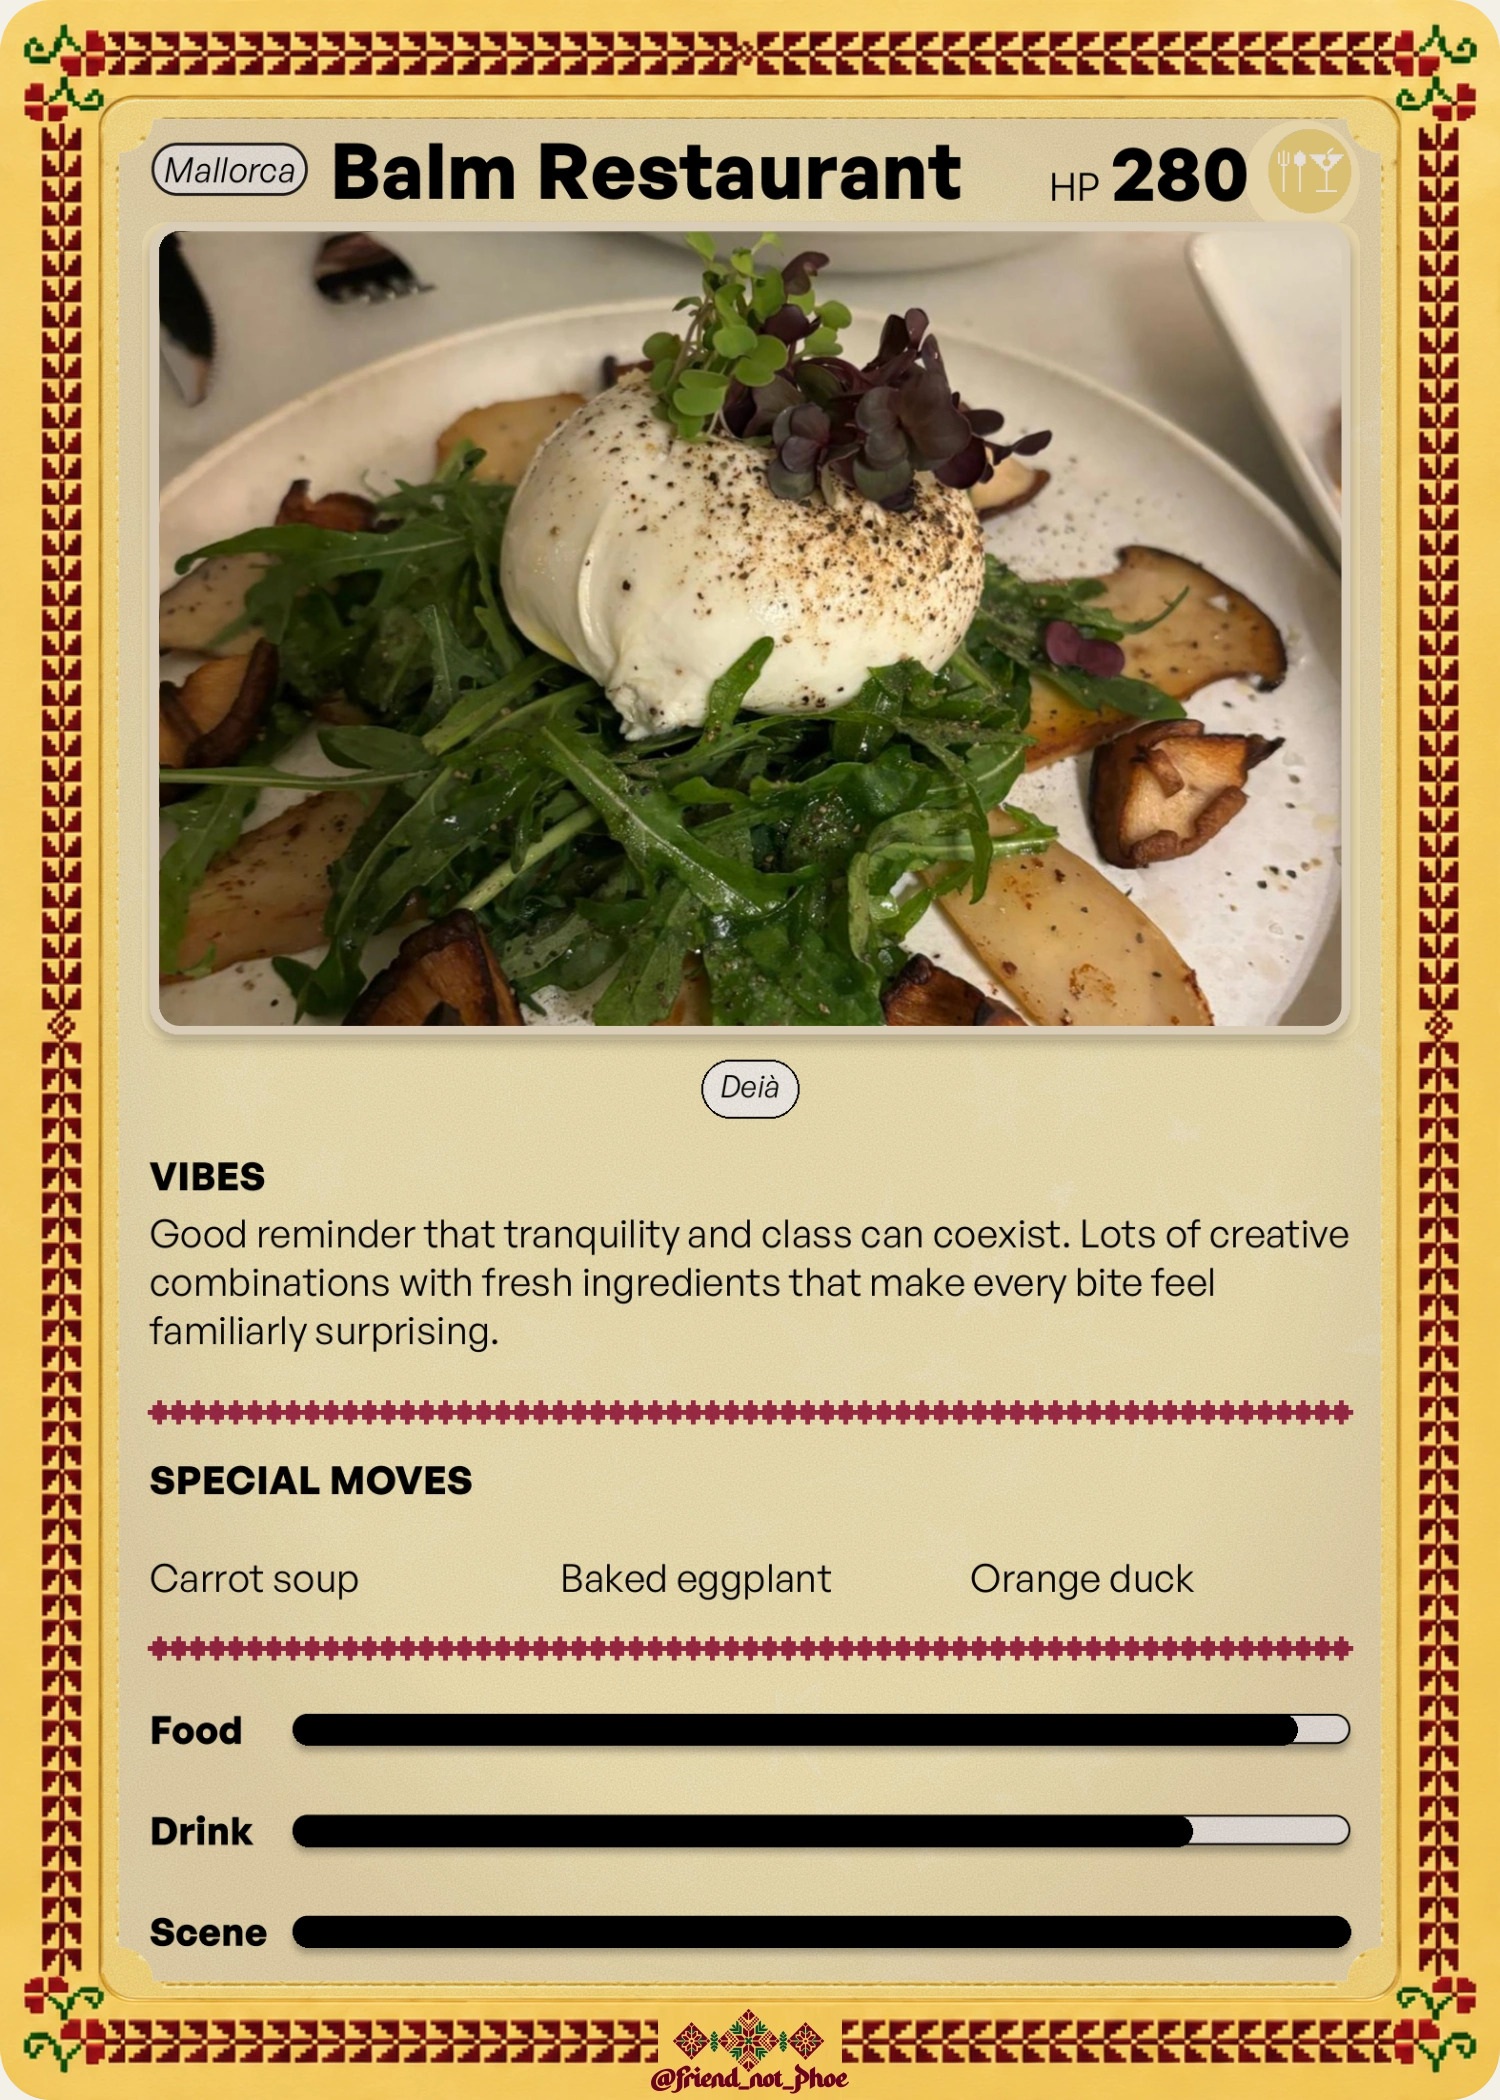 Mallorca Balm Restaurant HP 280
Deià
VIBES
Good reminder that tranquility and class can coexist. Lots of creative
combinations with fresh ingredients that make every bite feel
familiarly surprising.
SPECIAL MOVES
Carrot soup Baked eggplant Orange duck
Food
Drink
Scene
@friend_not_Phoe